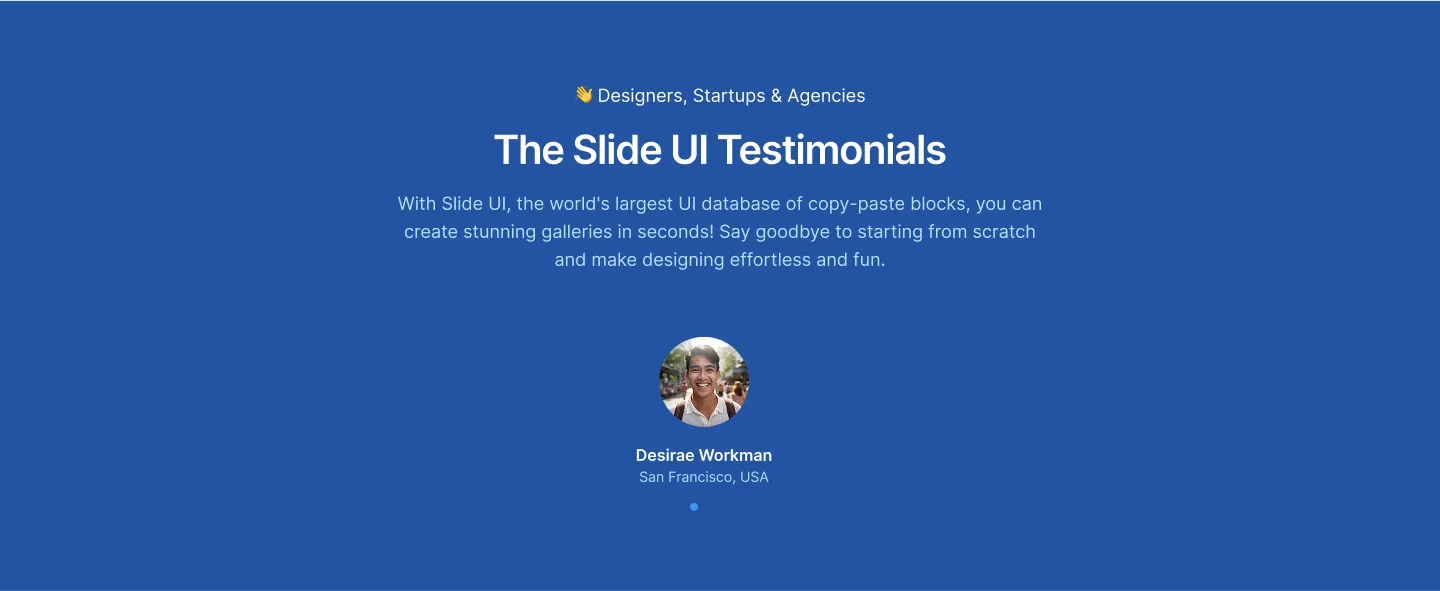 👋 Designers, Startups & Agencies
The Slide UI Testimonials
With Slide UI, the world's largest UI database of copy-paste blocks, you can
create stunning galleries in seconds! Say goodbye to starting from scratch
and make designing effortless and fun.
Desirae Workman
San Francisco, USA